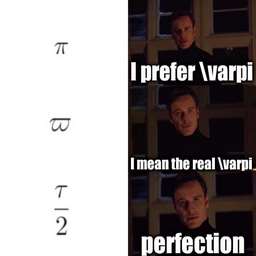 π
I prefer \varpi
ϖ
I mean the real \varpi
τ
2
perfection